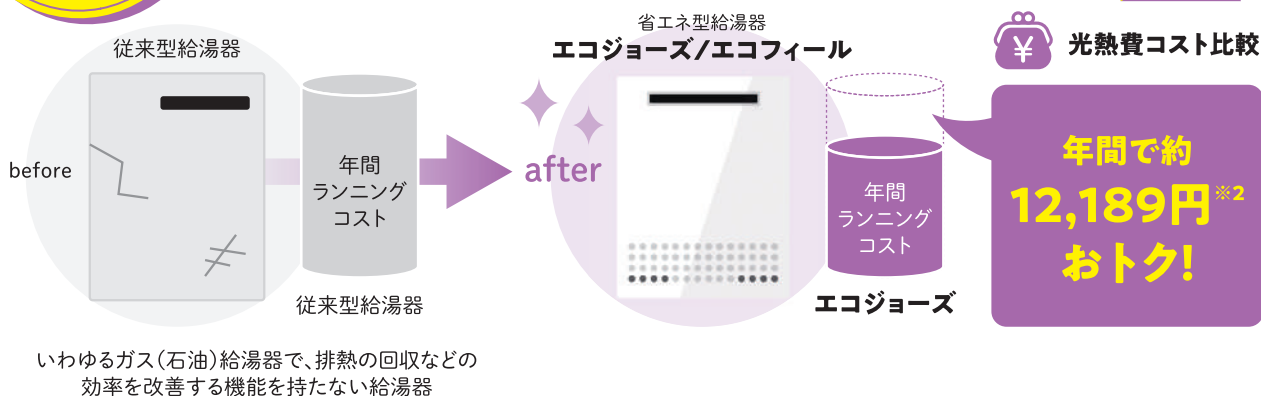 従来型給湯器
before
年間
ランニング
コスト
従来型給湯器
いわゆるガス（石油）給湯器で、排熱の回収などの
効率を改善する機能を持たない給湯器
省エネ型給湯器
エコジョーズ/エコフィール
after
年間
ランニング
コスト
エコジョーズ
¥
光熱費コスト比較
年間で約
12,189円※2
おトク!